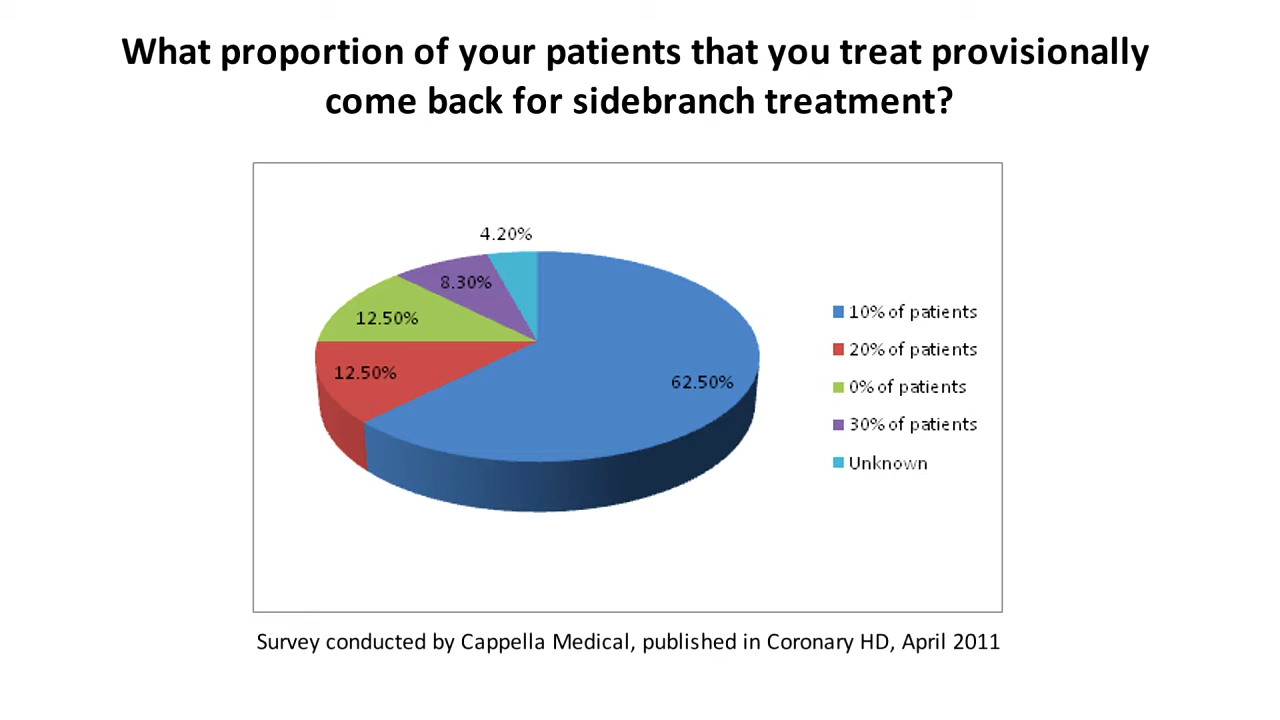 What proportion of your patients that you treat provisionally
come back for sidebranch treatment?
4.20%
8.30%
12.50%
12.50%
62.50%
10% of patients
20% of patients
0% of patients
30% of patients
Unknown
Survey conducted by Cappella Medical, published in Coronary HD, April 2011